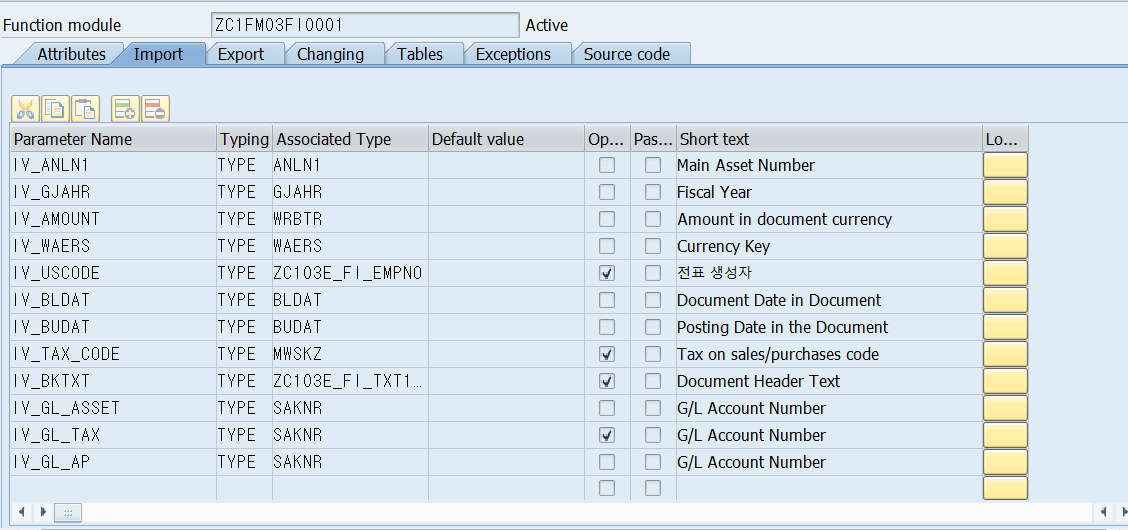 Function module ZC1FM03FI0001 Active
Attributes Import Export Changing Tables Exceptions Source code
Parameter Name Typing Associated Type Default value Op... Pas... Short text Lo...
IV_ANLN1 TYPE ANLN1 Main Asset Number
IV_GJAHR TYPE GJAHR Fiscal Year
IV_AMOUNT TYPE WRBTR Amount in document currency
IV_WAERS TYPE WAERS Currency Key
IV_USCODE TYPE ZC103E_FI_EMPNO 전표 생성자
IV_BLDAT TYPE BLDAT Document Date in Document
IV_BUDAT TYPE BUDAT Posting Date in the Document
IV_TAX_CODE TYPE MWSKZ Tax on sales/purchases code
IV_BKTXT TYPE ZC103E_FI_TXT1... Document Header Text
IV_GL_ASSET TYPE SAKNR G/L Account Number
IV_GL_TAX TYPE SAKNR G/L Account Number
IV_GL_AP TYPE SAKNR G/L Account Number